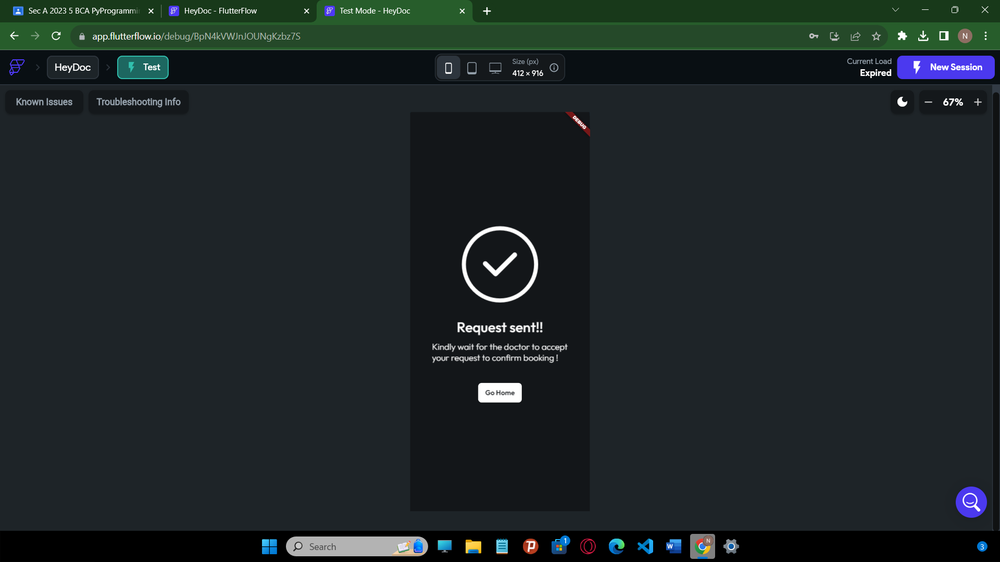 Sec A 2023 5 BCA PyProgrammi
HeyDoc - FlutterFlow
Test Mode - HeyDoc
app.flutterflow.io/debug/BpN4kVWJnJOUNgKzbz7S
N
HeyDoc
Test
Size (px)
412 × 916
Current Load
Expired
New Session
Known Issues
Troubleshooting Info
67%
DEBUG
Request sent!!
Kindly wait for the doctor to accept
your request to confirm booking !
Go Home
Search
1
N
3